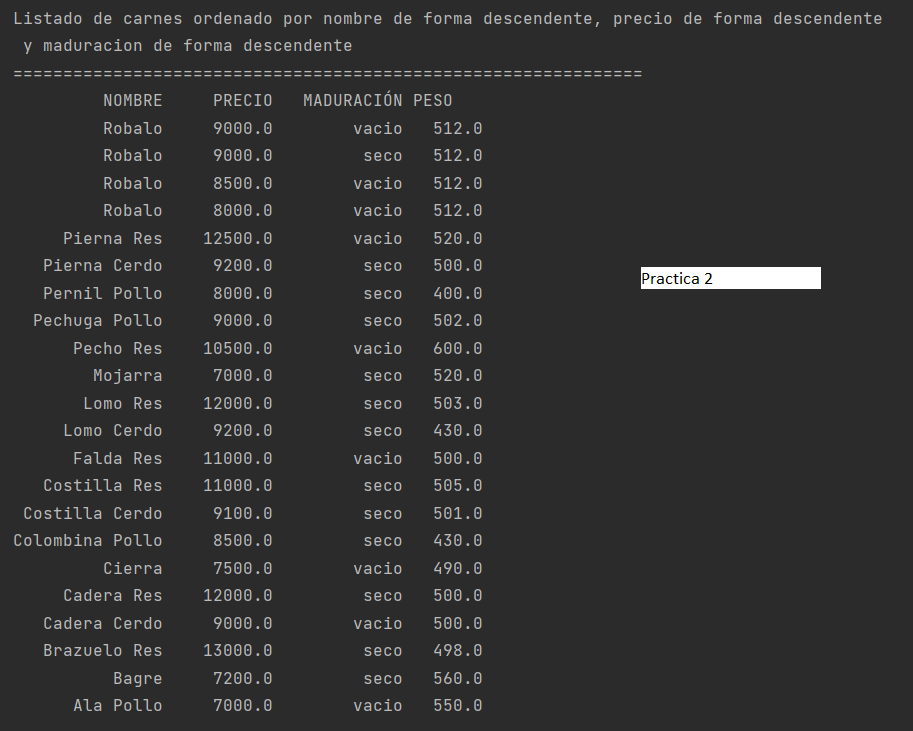 Listado de carnes ordenado por nombre de forma descendente, precio de forma descendente
y maduracion de forma descendente
===============================================================
NOMBRE PRECIO MADURACIÓN PESO
Robalo 9000.0 vacio 512.0
Robalo 9000.0 seco 512.0
Robalo 8500.0 vacio 512.0
Robalo 8000.0 vacio 512.0
Pierna Res 12500.0 vacio 520.0
Pierna Cerdo 9200.0 seco 500.0
Practica 2
Pernil Pollo 8000.0 seco 400.0
Pechuga Pollo 9000.0 seco 502.0
Pecho Res 10500.0 vacio 600.0
Mojarra 7000.0 seco 520.0
Lomo Res 12000.0 seco 503.0
Lomo Cerdo 9200.0 seco 430.0
Falda Res 11000.0 vacio 500.0
Costilla Res 11000.0 seco 505.0
Costilla Cerdo 9100.0 seco 501.0
Colombina Pollo 8500.0 seco 430.0
Cierra 7500.0 vacio 490.0
Cadera Res 12000.0 seco 500.0
Cadera Cerdo 9000.0 vacio 500.0
Brazuelo Res 13000.0 seco 498.0
Bagre 7200.0 seco 560.0
Ala Pollo 7000.0 vacio 550.0